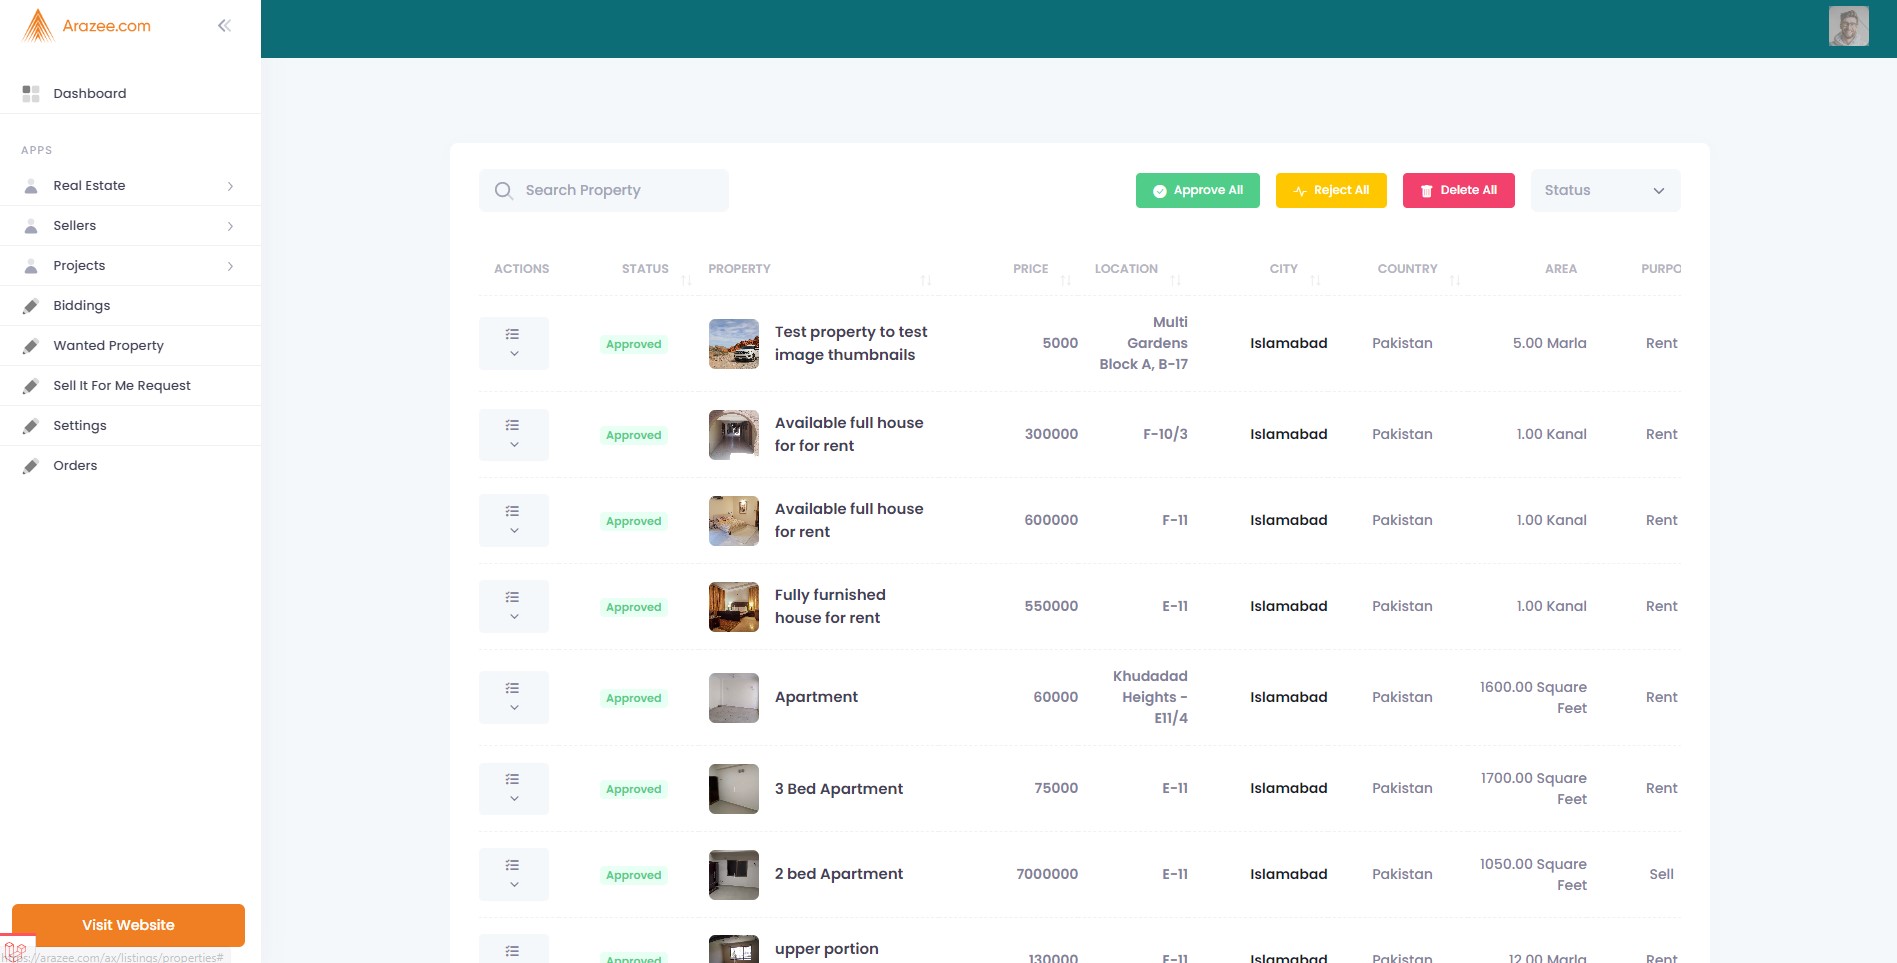 Arazee.com
Dashboard
APPS
Real Estate
Sellers
Projects
Biddings
Wanted Property
Sell It For Me Request
Settings
Orders
Visit Website
https://arazee.com/ax/listings/properties#
Search Property
Approve All
Reject All
Delete All
Status
ACTIONS STATUS PROPERTY PRICE LOCATION CITY COUNTRY AREA PURPO
Approved
Test property to test
image thumbnails
5000
Multi
Gardens
Block A, B-17
Islamabad
Pakistan
5.00 Marla
Rent
Approved
Available full house
for for rent
300000
F-10/3
Islamabad
Pakistan
1.00 Kanal
Rent
Approved
Available full house
for rent
600000
F-11
Islamabad
Pakistan
1.00 Kanal
Rent
Approved
Fully furnished
house for rent
550000
E-11
Islamabad
Pakistan
1.00 Kanal
Rent
Approved
Apartment
60000
Khudadad
Heights -
E11/4
Islamabad
Pakistan
1600.00 Square
Feet
Rent
Approved
3 Bed Apartment
75000
E-11
Islamabad
Pakistan
1700.00 Square
Feet
Rent
Approved
2 bed Apartment
7000000
E-11
Islamabad
Pakistan
1050.00 Square
Feet
Sell
Approved
upper portion
130000
Islamabad
Pakistan
12.00 Marla
Rent